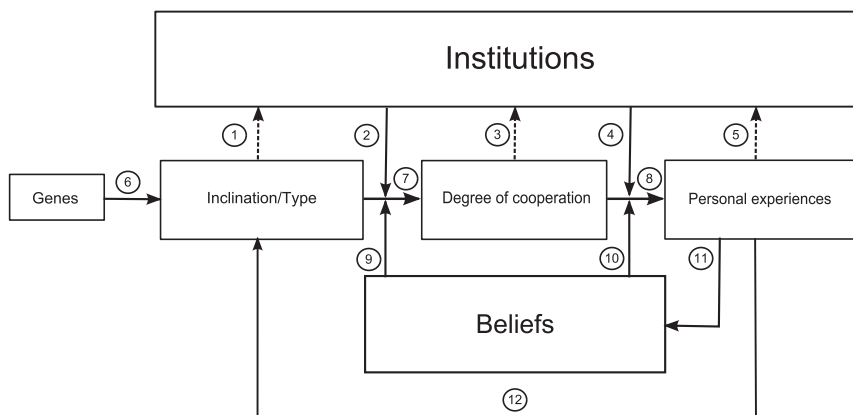 Institutions
1
2
3
4
5
6
7
8
Genes
Inclination/Type
Degree of cooperation
Personal experiences
9
10
11
Beliefs
12